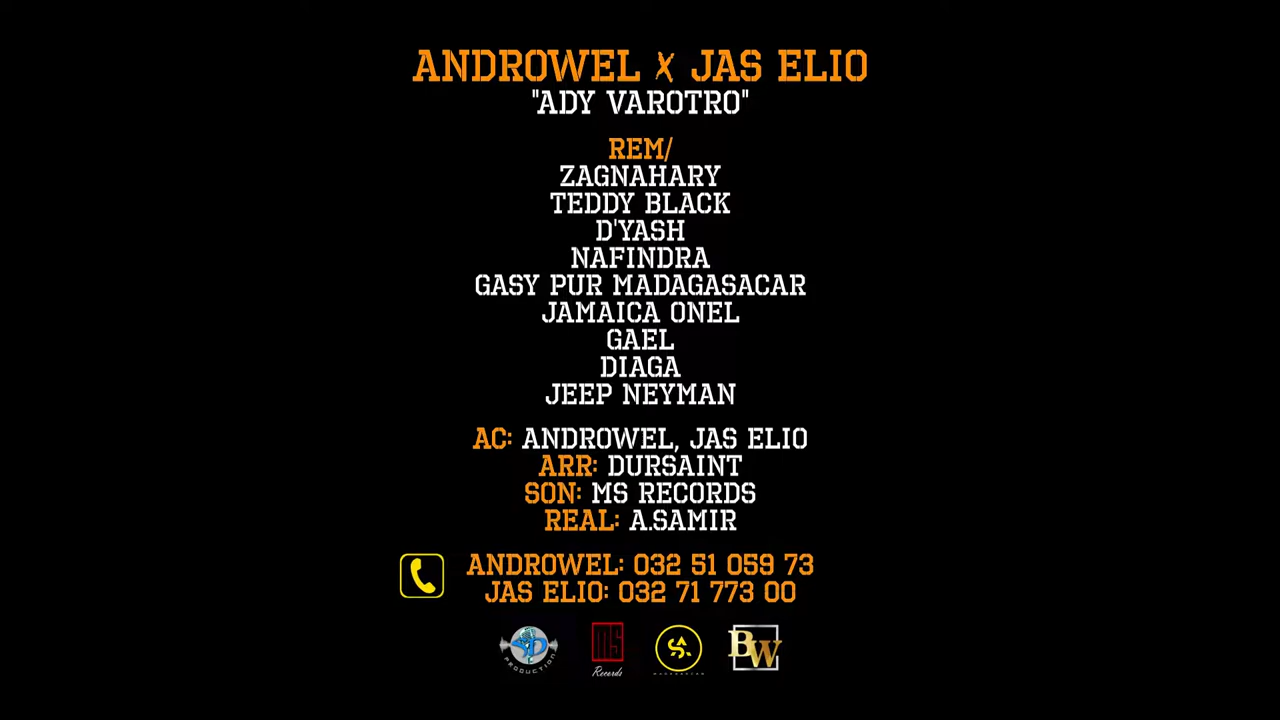 ANDROWEL X JAS ELIO
"ADY VAROTRO"
REM/
ZAGNAHARY
TEDDY BLACK
D'YASH
NAFINDRA
GASY PUR MADAGASACAR
JAMAICA ONEL
GAEL
DIAGA
JEEP NEYMAN
AC: ANDROWEL, JAS ELIO
ARR: DURSAINT
SON: MS RECORDS
REAL: A.SAMIR
ANDROWEL: 032 51 059 73
JAS ELIO: 032 71 773 00
PRODUCTION
MS
Records
BW